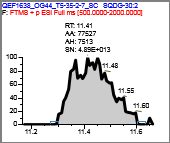 QEF1638_OG44_T5-35-2-7_SC SQDG-30:2
F: FTMS + p ESI Full ms [500.0000-2000.0000]
RT: 11.41
AA: 77527
AH: 7513
SN: 4.89E+013
100
80
60
40
20
0
11.48
11.55
11.60
11.2 11.4 11.6